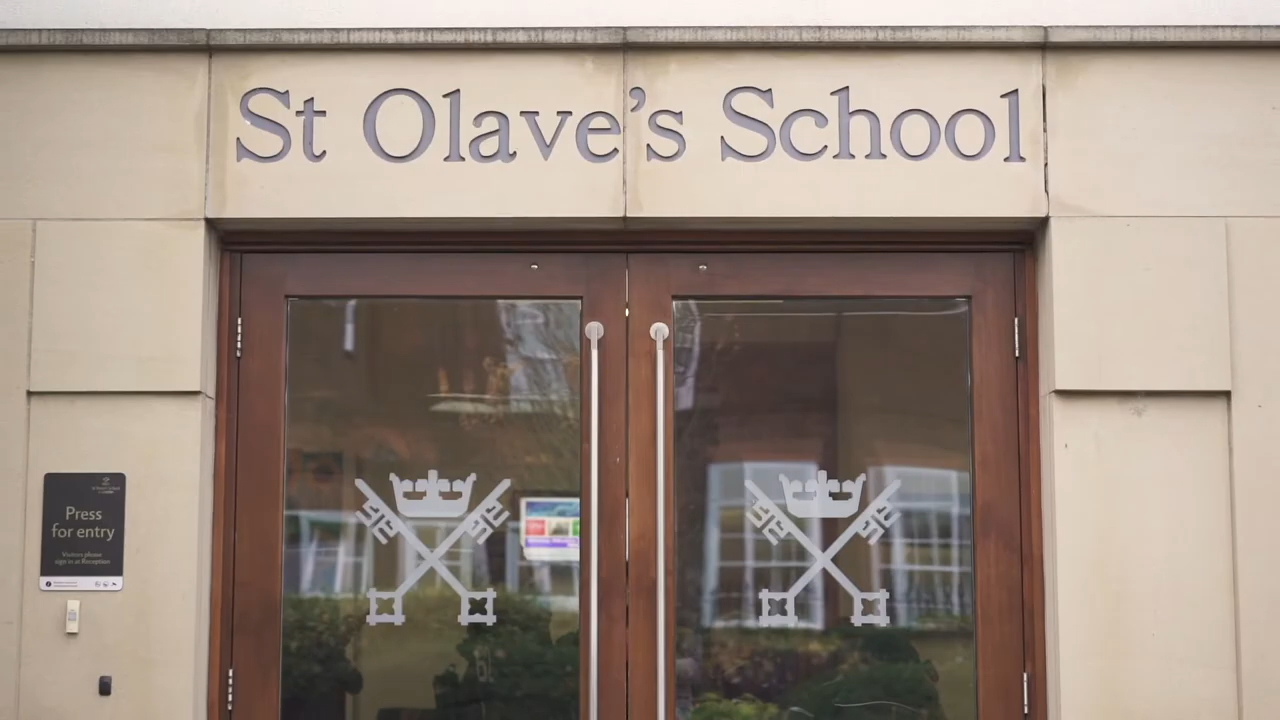 St Olave's School
Press
for entry
Visitors please
sign in at Reception